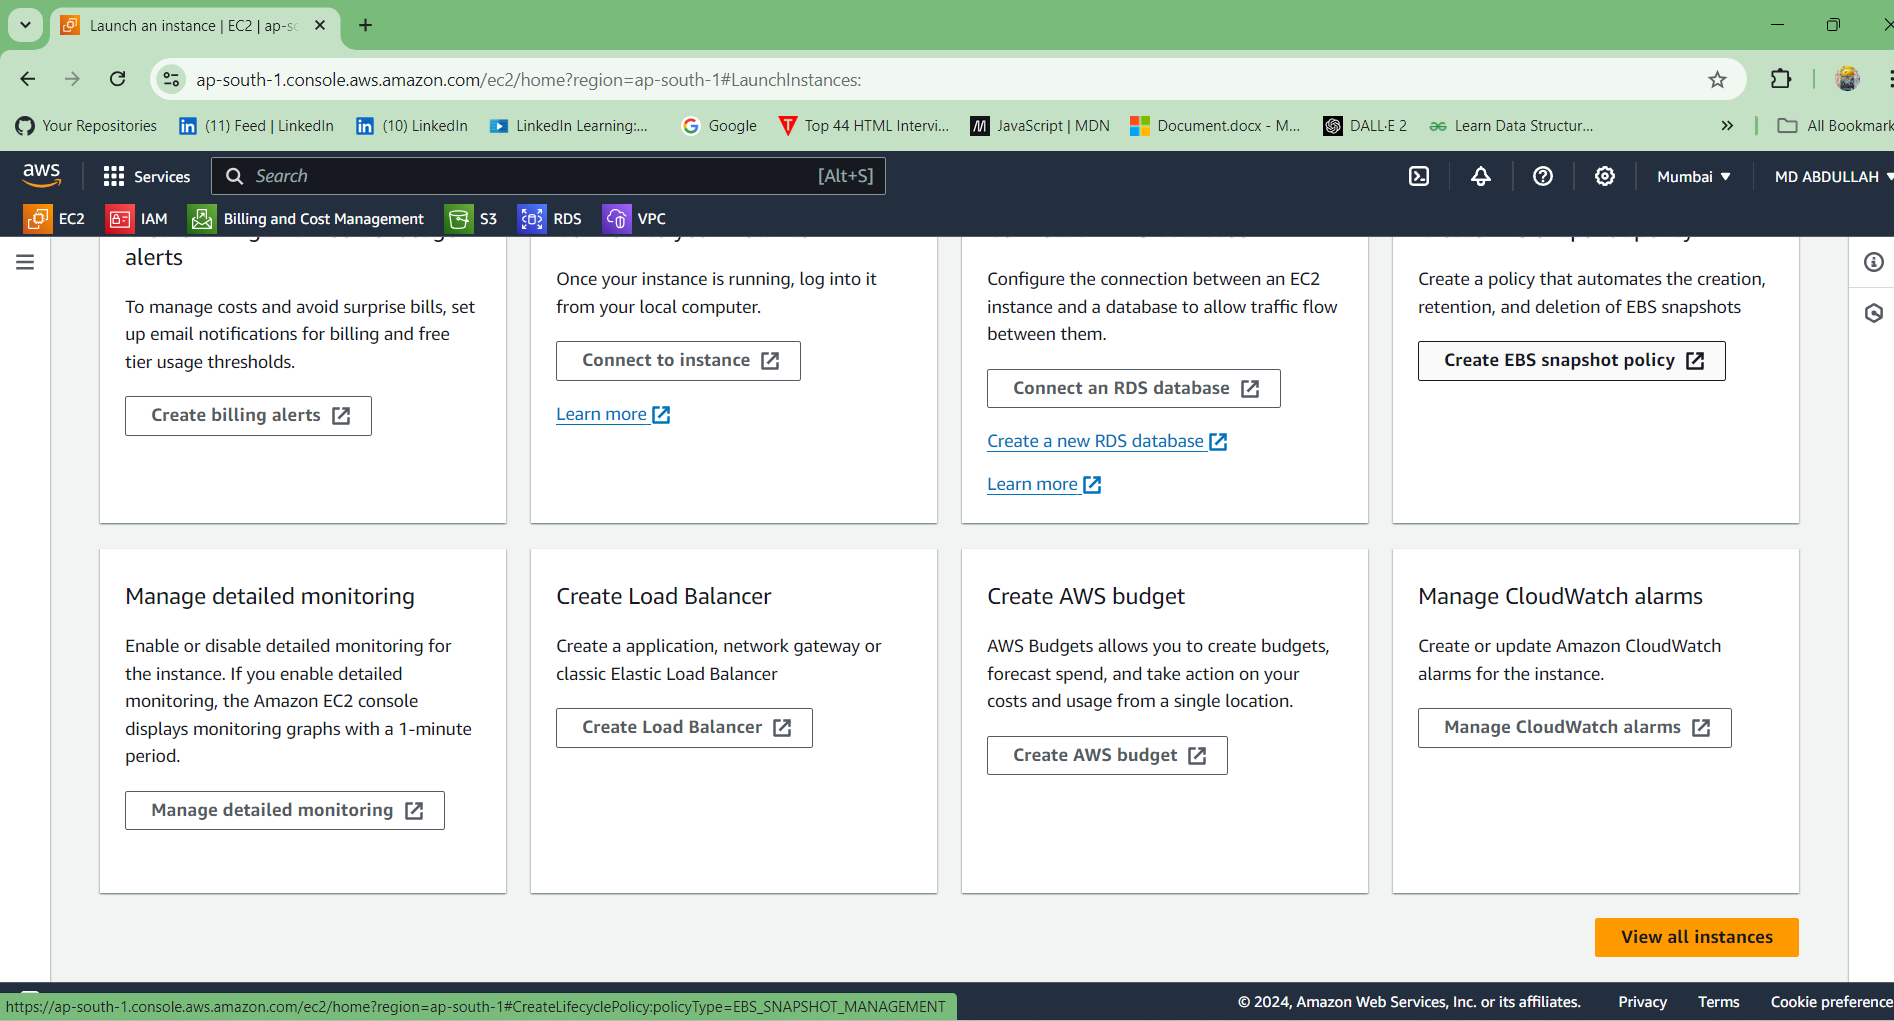 Launch an instance | EC2 | ap-sc
ap-south-1.console.aws.amazon.com/ec2/home?region=ap-south-1#LaunchInstances:
Your Repositories
(11) Feed | LinkedIn
(10) LinkedIn
LinkedIn Learning:...
Google
Top 44 HTML Intervi...
JavaScript | MDN
Document.docx - M...
DALL·E 2
Learn Data Structur...
All Bookmark
aws
Services
Search
[Alt+S]
Mumbai
MD ABDULLAH
EC2
IAM
Billing and Cost Management
S3
RDS
VPC
alerts
To manage costs and avoid surprise bills, set
up email notifications for billing and free
tier usage thresholds.
Create billing alerts
Once your instance is running, log into it
from your local computer.
Connect to instance
Learn more
Configure the connection between an EC2
instance and a database to allow traffic flow
between them.
Connect an RDS database
Create a new RDS database
Learn more
Create a policy that automates the creation,
retention, and deletion of EBS snapshots
Create EBS snapshot policy
Manage detailed monitoring
Enable or disable detailed monitoring for
the instance. If you enable detailed
monitoring, the Amazon EC2 console
displays monitoring graphs with a 1-minute
period.
Manage detailed monitoring
Create Load Balancer
Create a application, network gateway or
classic Elastic Load Balancer
Create Load Balancer
Create AWS budget
AWS Budgets allows you to create budgets,
forecast spend, and take action on your
costs and usage from a single location.
Create AWS budget
Manage CloudWatch alarms
Create or update Amazon CloudWatch
alarms for the instance.
Manage CloudWatch alarms
View all instances
https://ap-south-1.console.aws.amazon.com/ec2/home?region=ap-south-1#CreateLifecyclePolicy:policyType=EBS_SNAPSHOT_MANAGEMENT
© 2024, Amazon Web Services, Inc. or its affiliates.
Privacy
Terms
Cookie preference